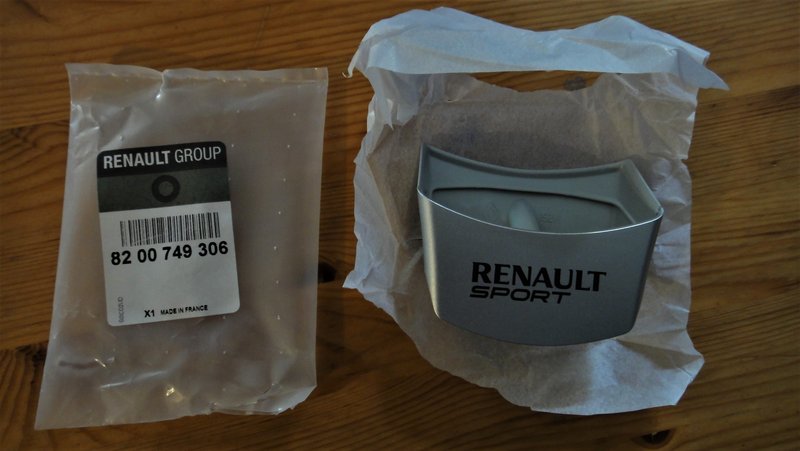 RENAULT GROUP
82 00 749 306
X1 MADE IN FRANCE
RENAULT
SPORT